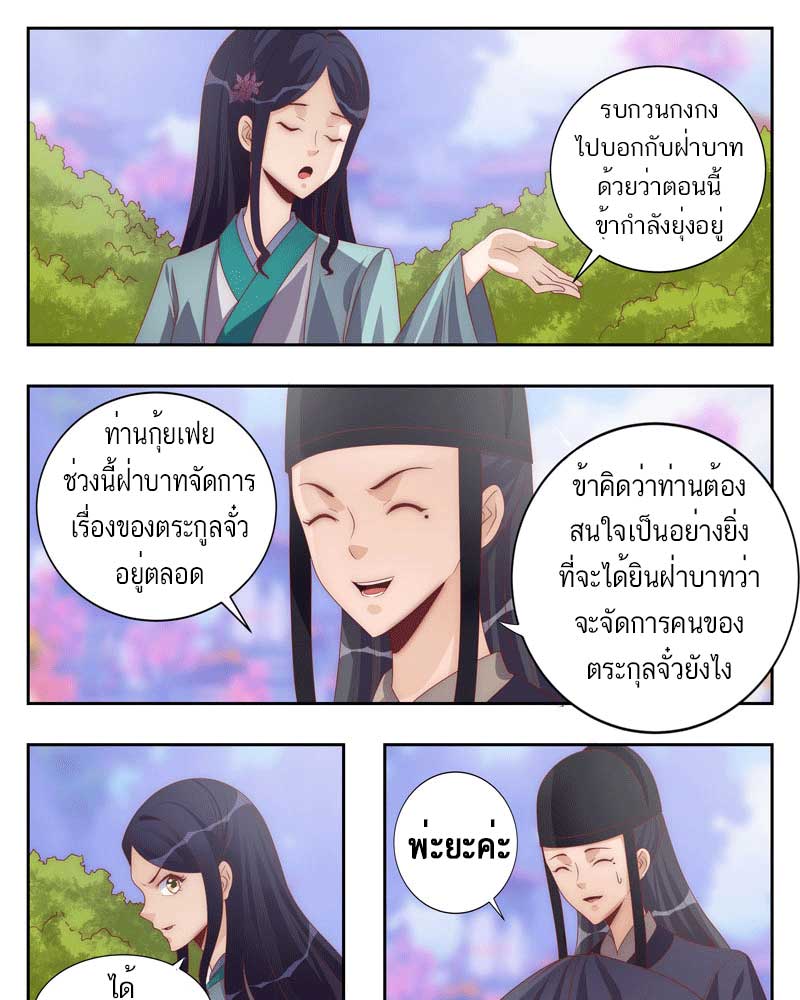 รบกวนกงกง
ไปบอกกับฝ่าบาท
ด้วยว่าตอนนี้
ข้ากำลังยุ่งอยู่
ท่านกุ้ยเฟย
ช่วงนี้ฝ่าบาทจัดการ
เรื่องของตระกูลจั๋ว
อยู่ตลอด
ข้าคิดว่าท่านต้อง
สนใจเป็นอย่างยิ่ง
ที่จะได้ยินฝ่าบาทว่า
จะจัดการคนของ
ตระกุลจั๋วยังไง
ได้
พ่ะยะค่ะ